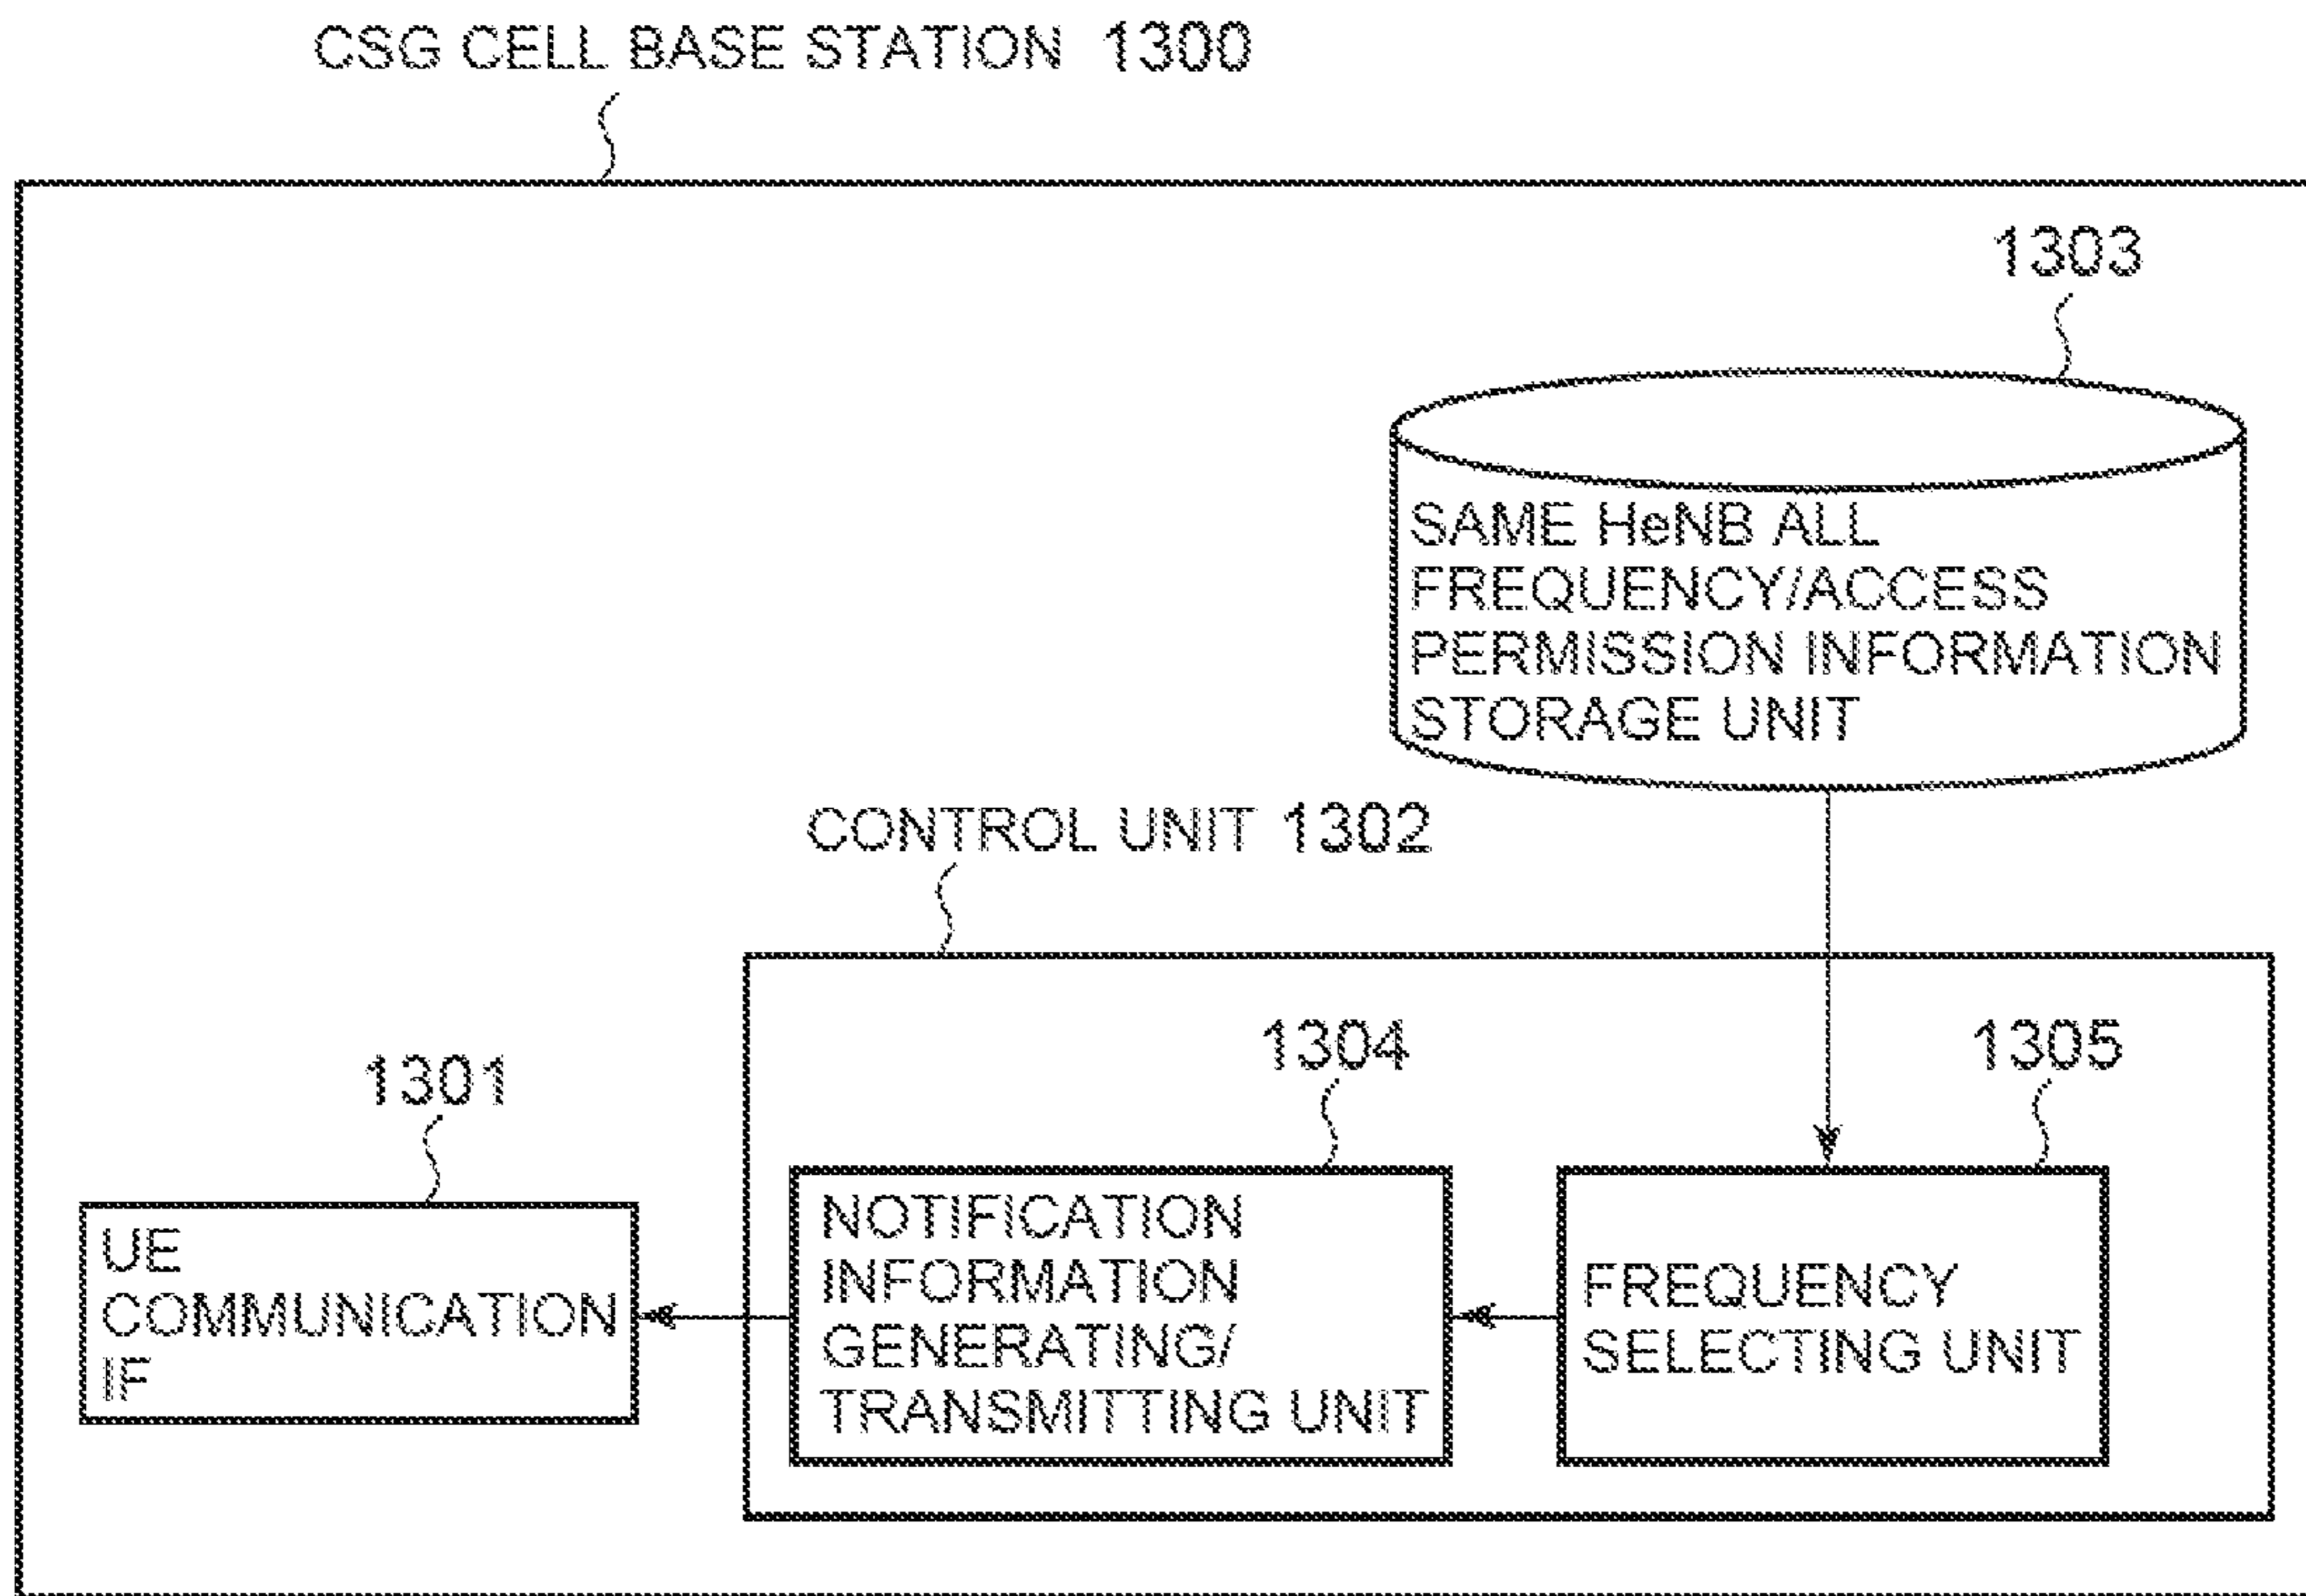 CSG CELL BASE STATION 1300
1303
SAME HeNB ALL
FREQUENCY/ACCESS
PERMISSION INFORMATION
STORAGE UNIT
CONTROL UNIT 1302
1304
1305
1301
NOTIFICATION
INFORMATION
GENERATING/
TRANSMITTING UNIT
FREQUENCY
SELECTING UNIT
UE
COMMUNICATION
IF